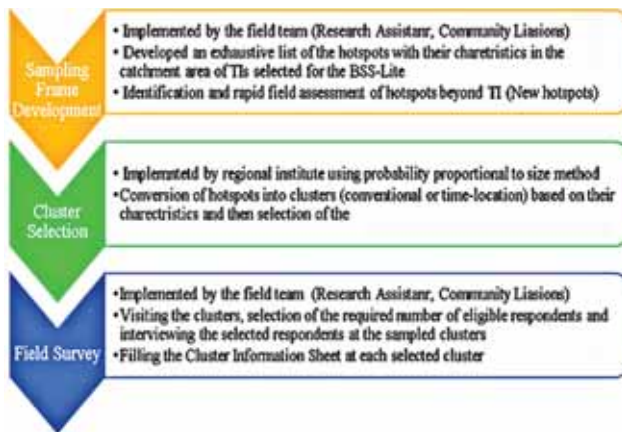 Sampling
Frame
Development
•Implemented by the field team (Research Assistanr, Community Liasions)
•Developed an exhaustive list of the hotspots with their charetristics in the
catchment area of TIs selected for the BSS-Lite
•Identification and rapid field assessment of hotspots beyond TI (New hotspots)
Cluster
Selection
•Implemnteted by regional institute using probability proportional to size method
•Conversion of hotspots into clusters (conventional or time-location) based on their
charectristics and then selection of the
Field Survey
•Implemented by the field team (Research Assistanr, Community Liasions)
•Visiting the clusters, selection of the required number of eligible respondents and
interviewing the selected respondents at the sampled clusters
•Filling the Cluster Information Sheet at each selected cluster